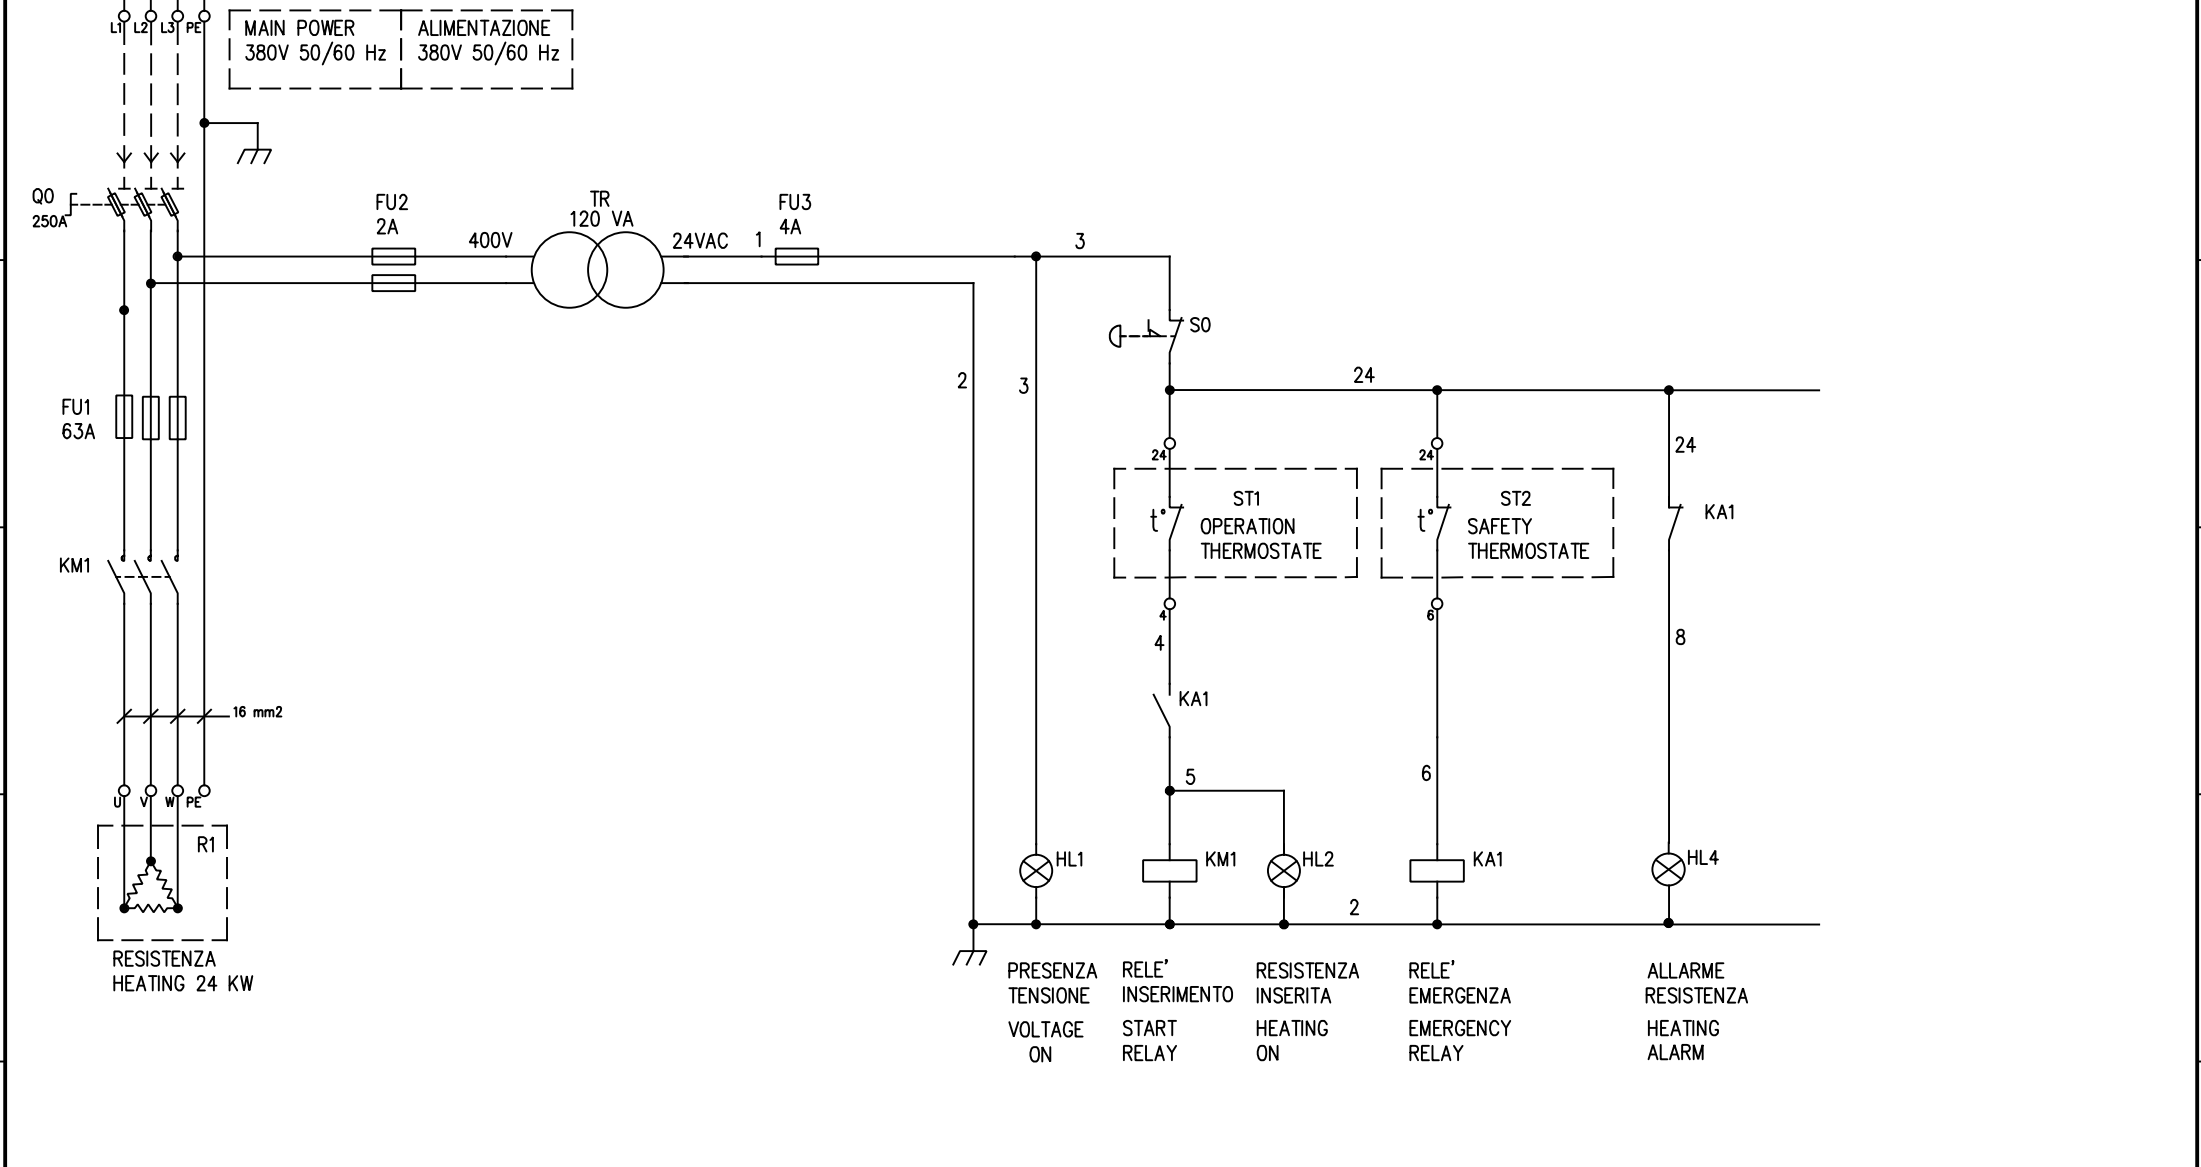 L1 L2 L3 PE
MAIN POWER
380V 50/60 Hz
ALIMENTAZIONE
380V 50/60 Hz
Q0
250A
FU2
2A
400V
TR
120 VA
24VAC
1
FU3
4A
3
S0
2
3
24
FU1
63A
24
24
24
ST1
OPERATION
THERMOSTATE
t°
ST2
SAFETY
THERMOSTATE
t°
KA1
KM1
4
4
6
8
KA1
16 mm2
5
6
U V W PE
R1
HL1
KM1
HL2
KA1
HL4
2
RESISTENZA
HEATING 24 KW
PRESENZA
TENSIONE
VOLTAGE
ON
RELE'
INSERIMENTO
START
RELAY
RESISTENZA
INSERITA
HEATING
ON
RELE'
EMERGENZA
EMERGENCY
RELAY
ALLARME
RESISTENZA
HEATING
ALARM